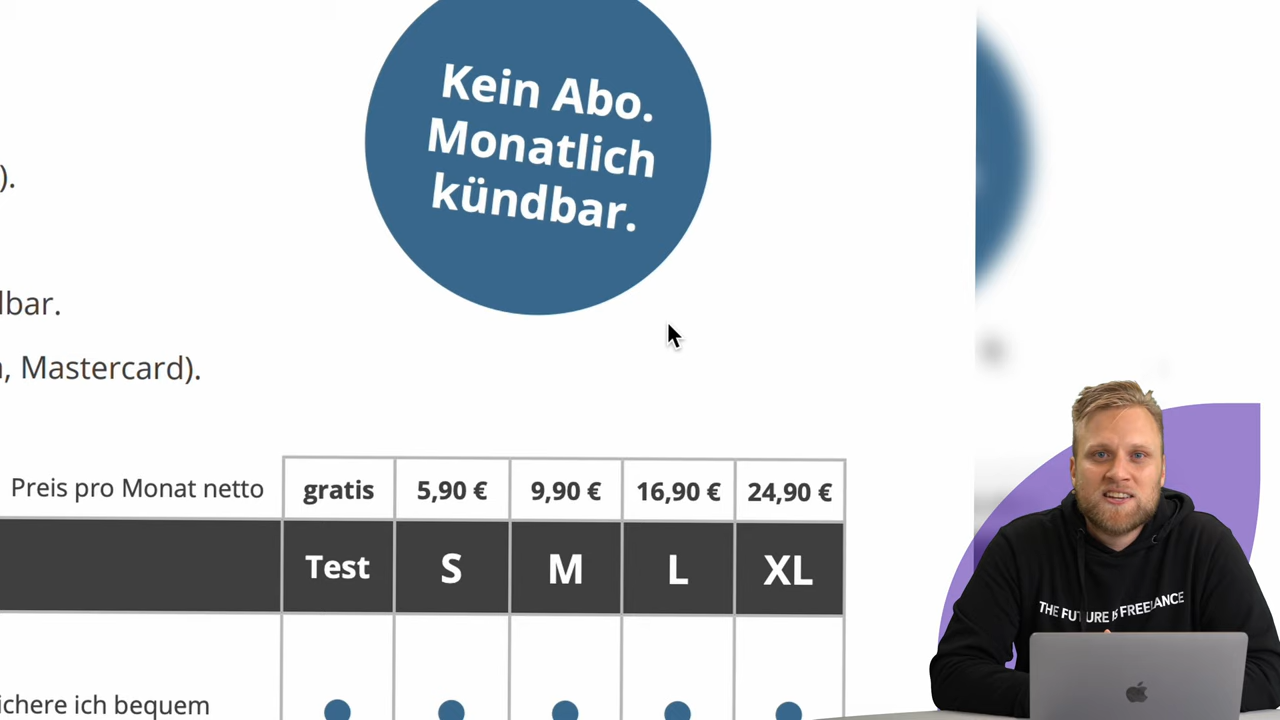 Kein Abo.
Monatlich
kündbar.
).
lbar.
, Mastercard).
Preis pro Monat netto gratis 5,90 € 9,90 € 16,90 € 24,90 €
Test S M L XL
ichere ich bequem
THE FUTURE IS FREELANCE